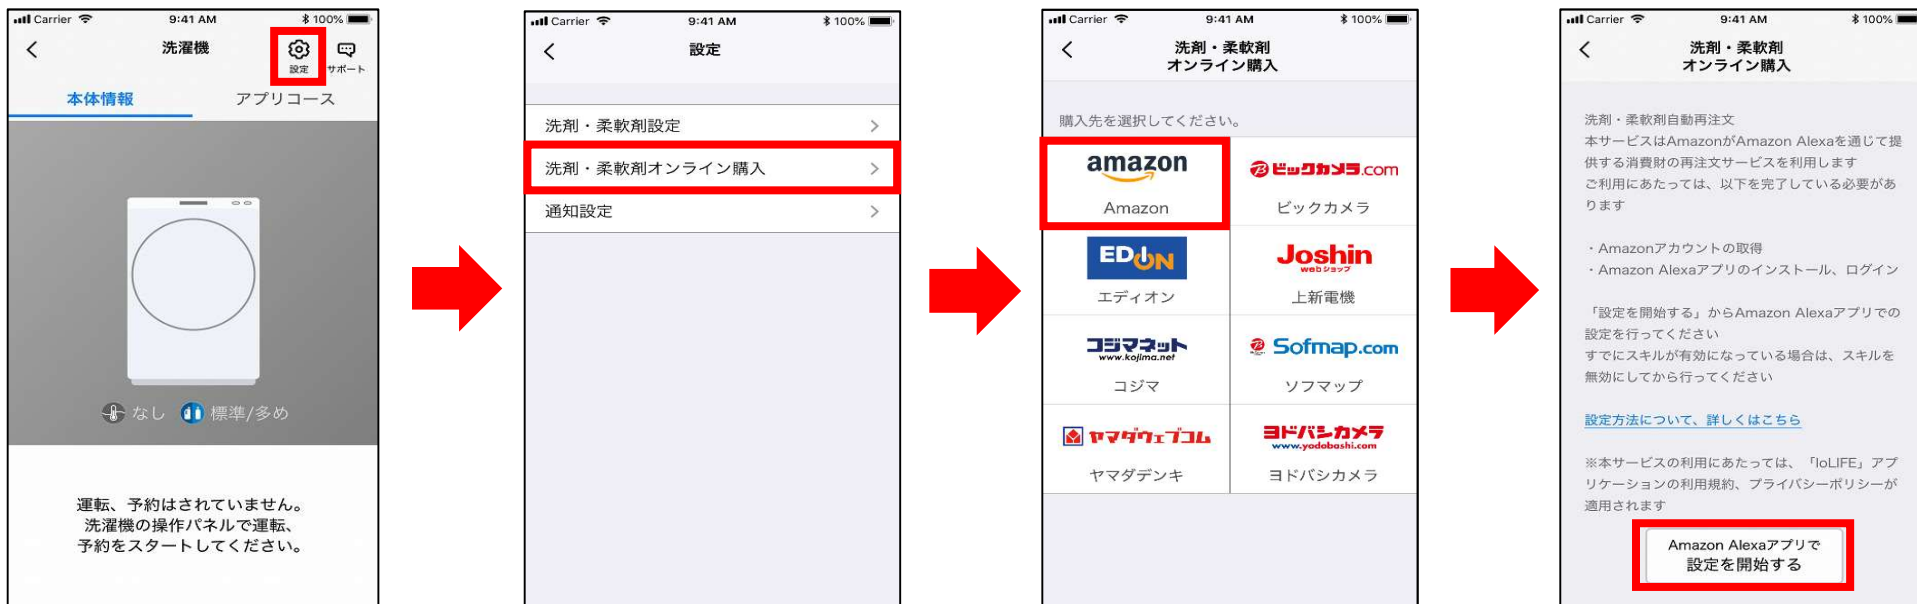 Carrier 9:41 AM 100%
洗濯機
設定 サポート
本体情報 アプリコース
なし 標準/多め
運転、予約はされていません。
洗濯機の操作パネルで運転、
予約をスタートしてください。
Carrier 9:41 AM 100%
設定
洗剤・柔軟剤設定
洗剤・柔軟剤オンライン購入
通知設定
Carrier 9:41 AM 100%
洗剤・柔軟剤
オンライン購入
購入先を選択してください。
amazon ビックカメラ.com
Amazon ビックカメラ
EDION Joshin
webショップ
エディオン 上新電機
コジマネット Sofmap.com
www.kojima.net
コジマ ソフマップ
ヤマダウェブコム ヨドバシカメラ
www.yodobashi.com
ヤマダデンキ ヨドバシカメラ
Carrier 9:41 AM 100%
洗剤・柔軟剤
オンライン購入
洗剤・柔軟剤自動再注文
本サービスはAmazonがAmazon Alexaを通じて提
供する消費財の再注文サービスを利用します
ご利用にあたっては、以下を完了している必要があ
ります
・Amazonアカウントの取得
・Amazon Alexaアプリのインストール、ログイン
「設定を開始する」からAmazon Alexaアプリでの
設定を行ってください
すでにスキルが有効になっている場合は、スキルを
無効にしてから行ってください
設定方法について、詳しくはこちら
※本サービスの利用にあたっては、「IoLIFE」アプ
リケーションの利用規約、プライバシーポリシーが
適用されます
Amazon Alexaアプリで
設定を開始する